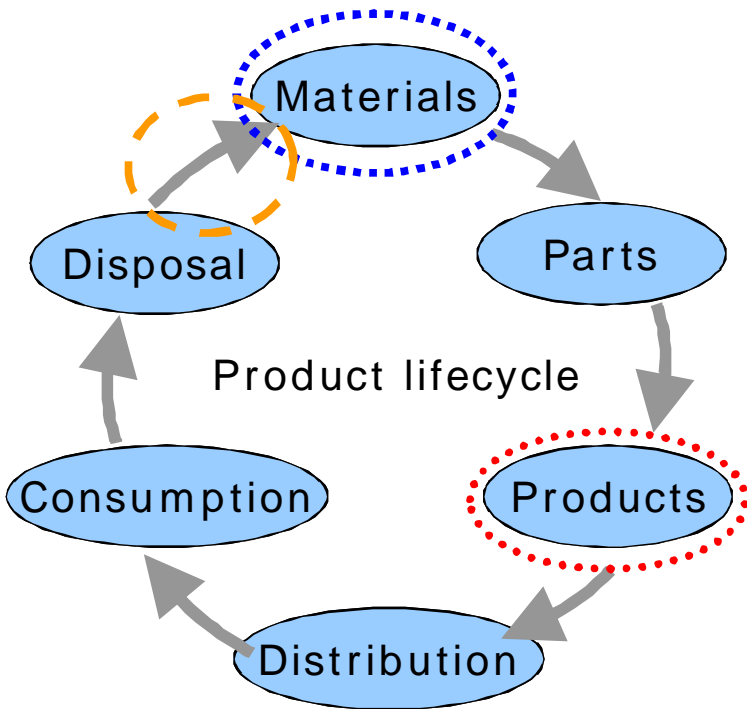 Materials
Disposal
Parts
Product lifecycle
Consumption
Products
Distribution